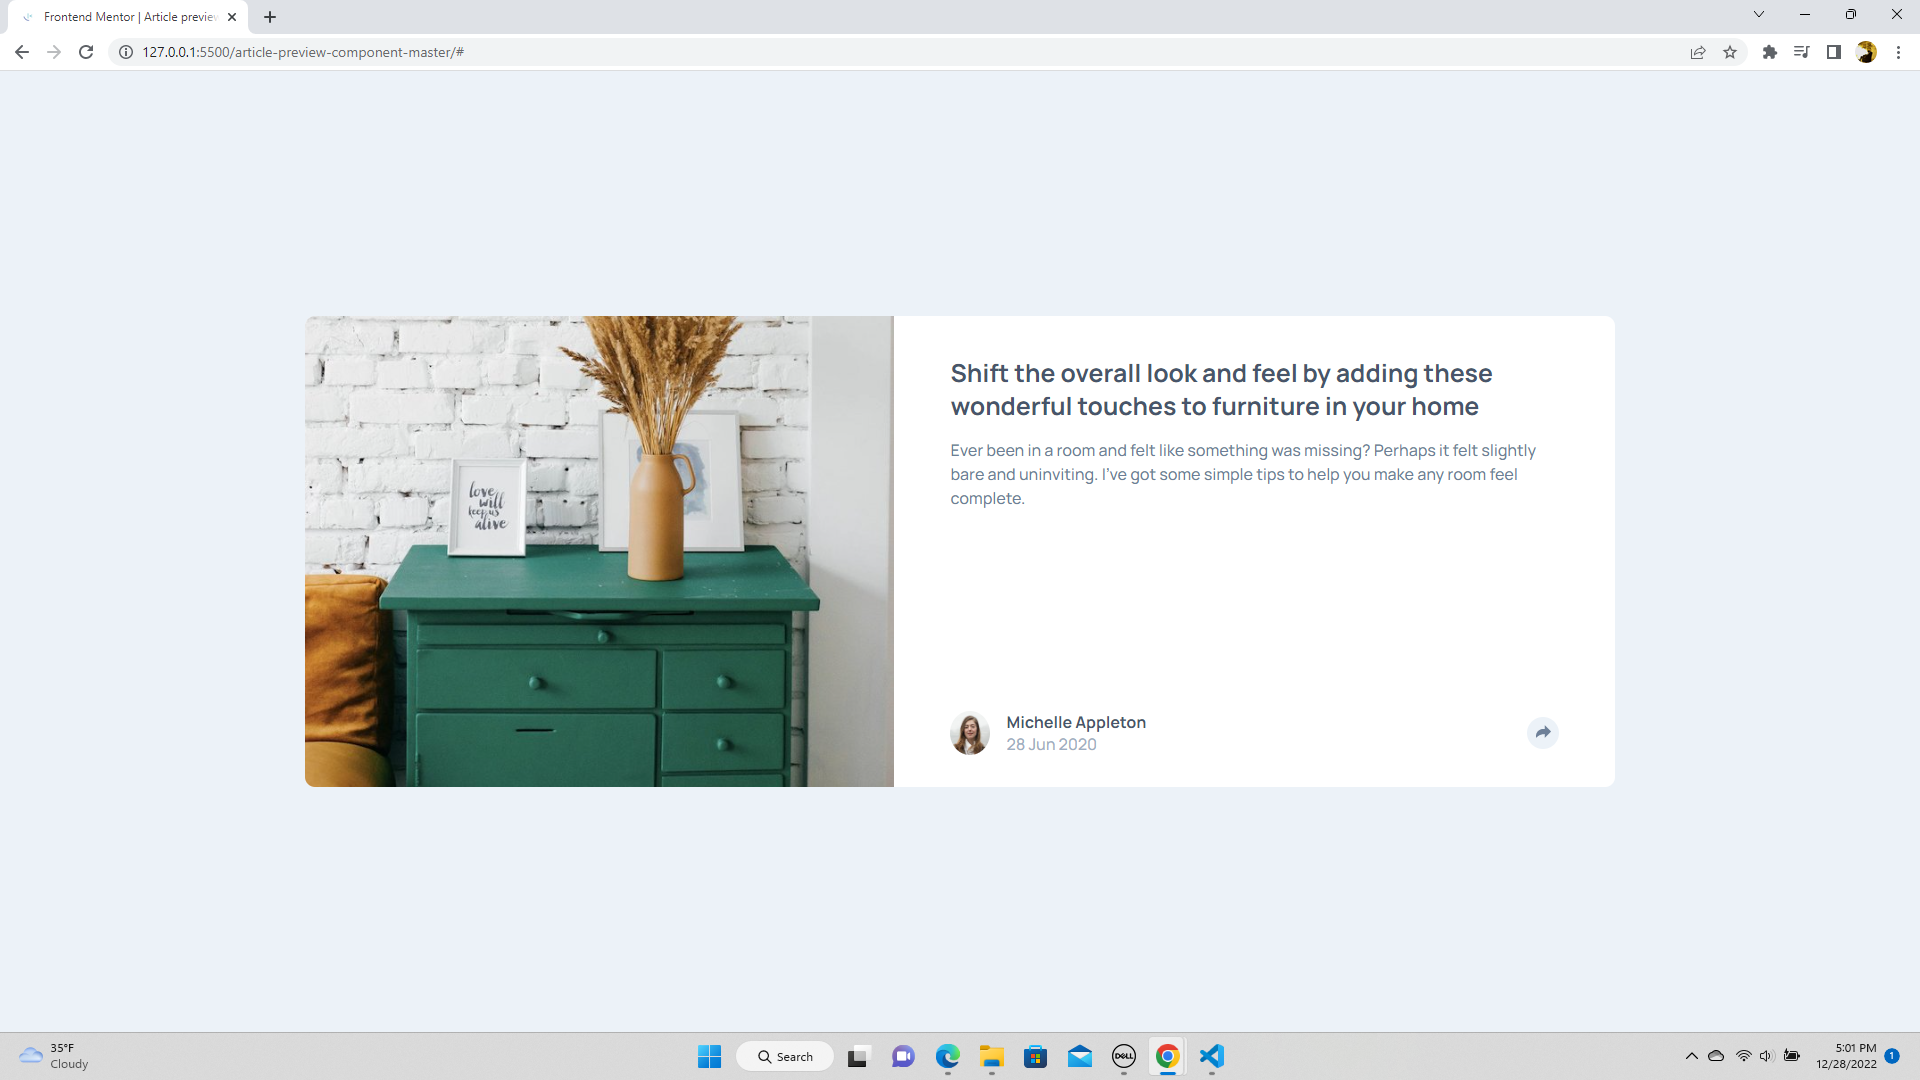 Frontend Mentor | Article preview
127.0.0.1:5500/article-preview-component-master/#
love
will
keep us
alive
Shift the overall look and feel by adding these
wonderful touches to furniture in your home
Ever been in a room and felt like something was missing? Perhaps it felt slightly
bare and uninviting. I’ve got some simple tips to help you make any room feel
complete.
Michelle Appleton
28 Jun 2020
35°F
Cloudy
Search
DELL
5:01 PM
12/28/2022
1